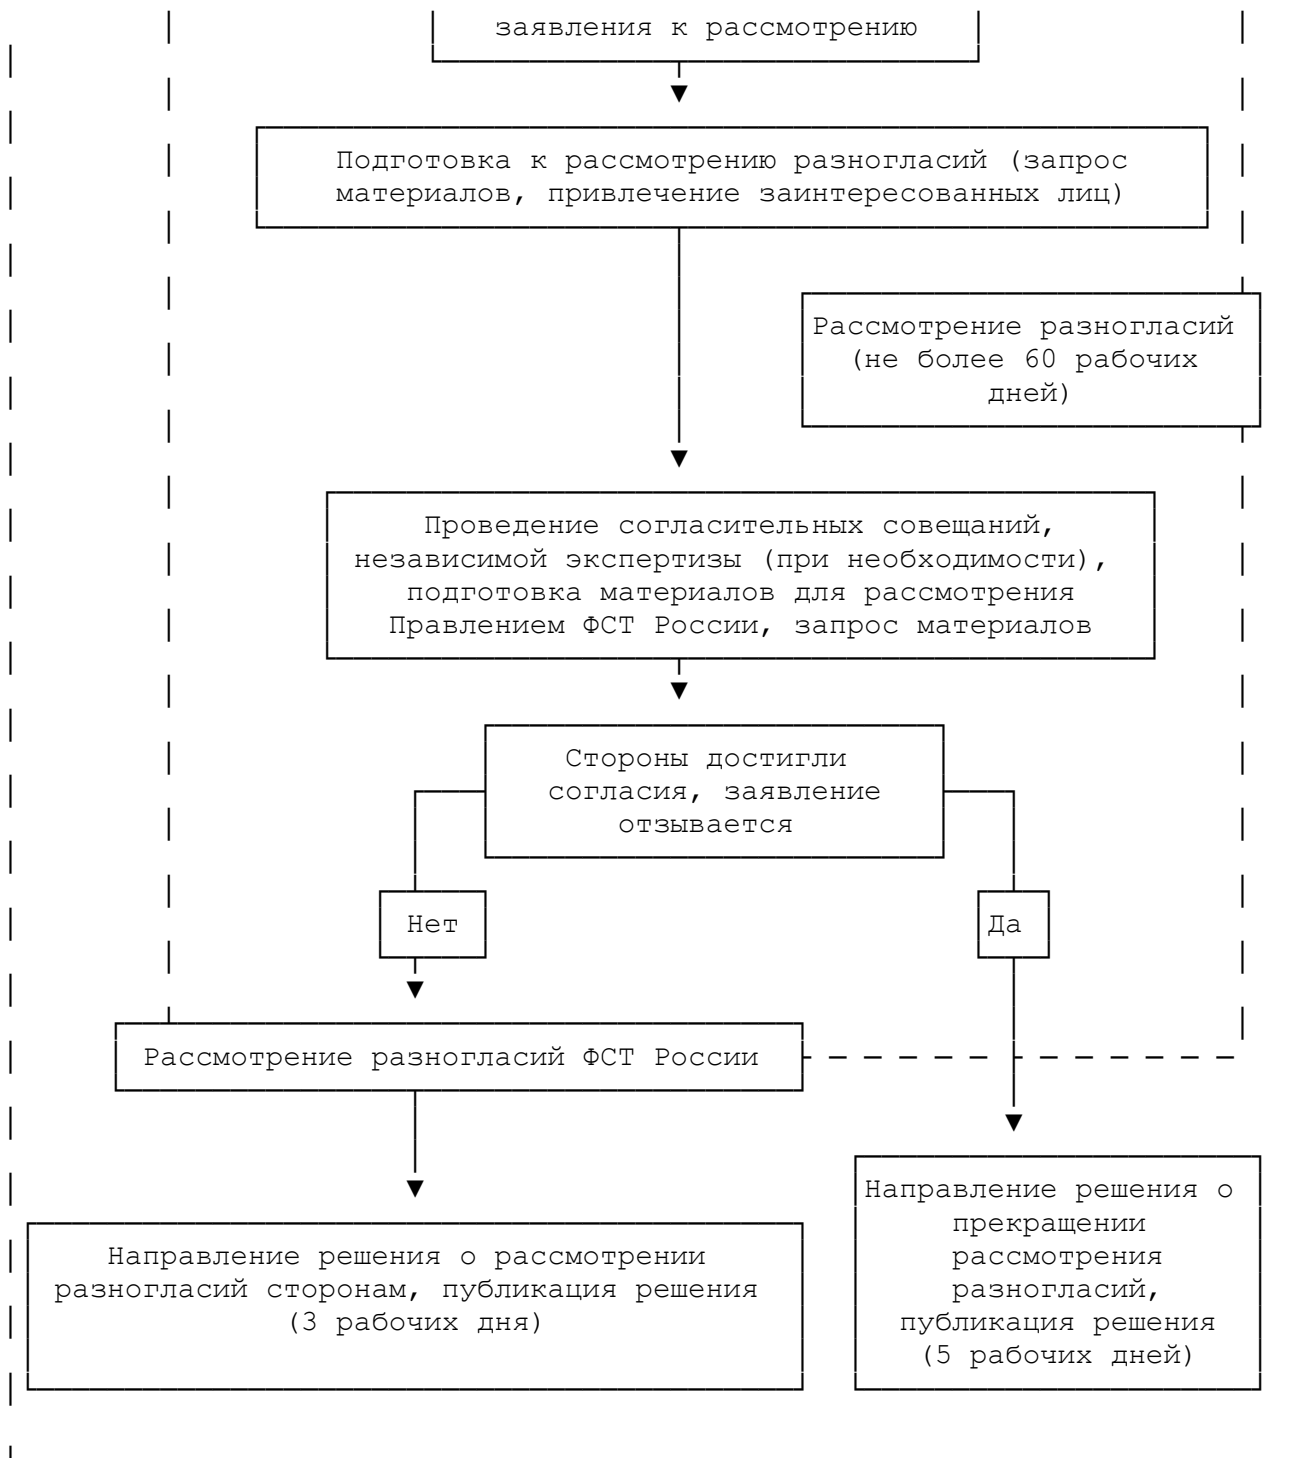 заявления к рассмотрению
Подготовка к рассмотрению разногласий (запрос
материалов, привлечение заинтересованных лиц)
Рассмотрение разногласий
(не более 60 рабочих
дней)
Проведение согласительных совещаний,
независимой экспертизы (при необходимости),
подготовка материалов для рассмотрения
Правлением ФСТ России, запрос материалов
Стороны достигли
согласия, заявление
отзывается
Нет
Да
Рассмотрение разногласий ФСТ России
Направление решения о рассмотрении
разногласий сторонам, публикация решения
(3 рабочих дня)
Направление решения о
прекращении
рассмотрения
разногласий,
публикация решения
(5 рабочих дней)